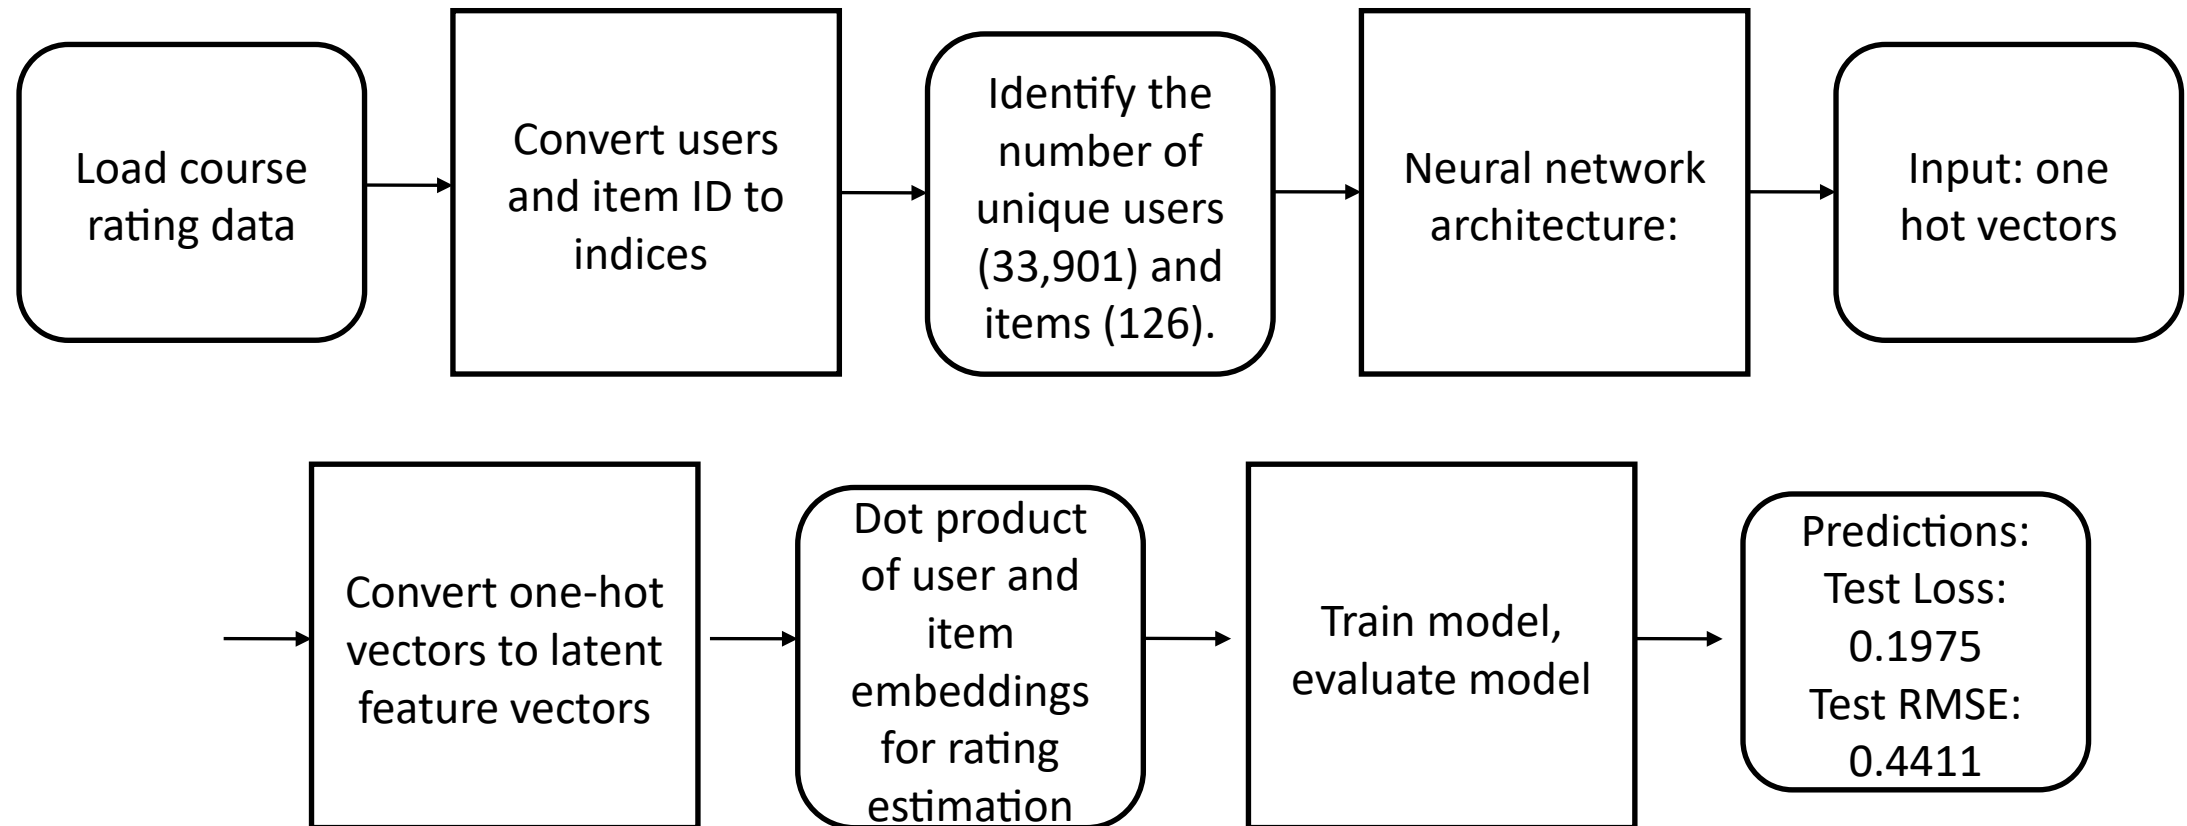 Load course
rating data
Convert users
and item ID to
indices
Identify the
number of
unique users
(33,901) and
items (126).
Neural network
architecture:
Input: one
hot vectors
Convert one-hot
vectors to latent
feature vectors
Dot product
of user and
item
embeddings
for rating
estimation
Train model,
evaluate model
Predictions:
Test Loss:
0.1975
Test RMSE:
0.4411